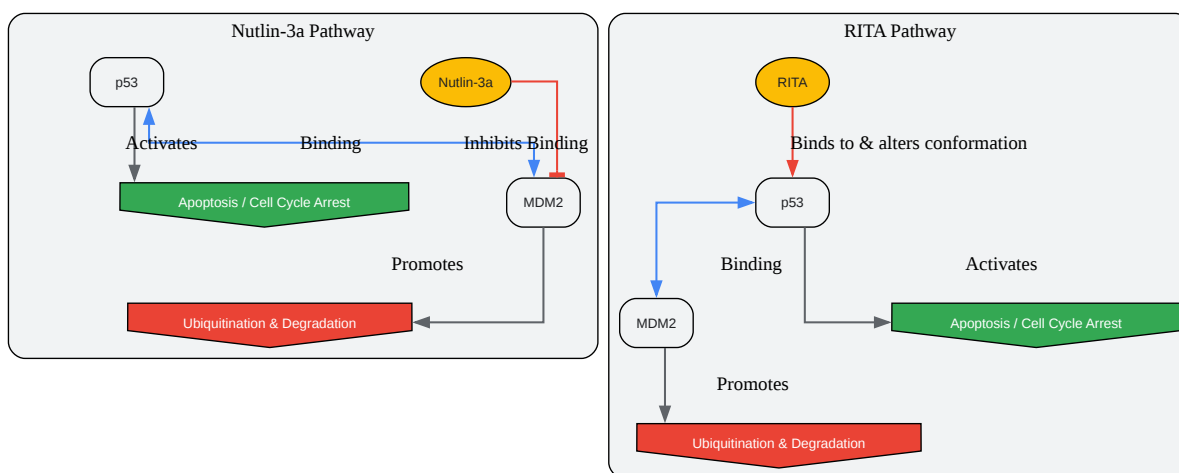 Nutlin-3a Pathway
p53
Nutlin-3a
Activates
Binding
Inhibits Binding
Apoptosis / Cell Cycle Arrest
MDM2
Promotes
Ubiquitination & Degradation
RITA Pathway
RITA
Binds to & alters conformation
p53
Binding
Activates
MDM2
Apoptosis / Cell Cycle Arrest
Promotes
Ubiquitination & Degradation